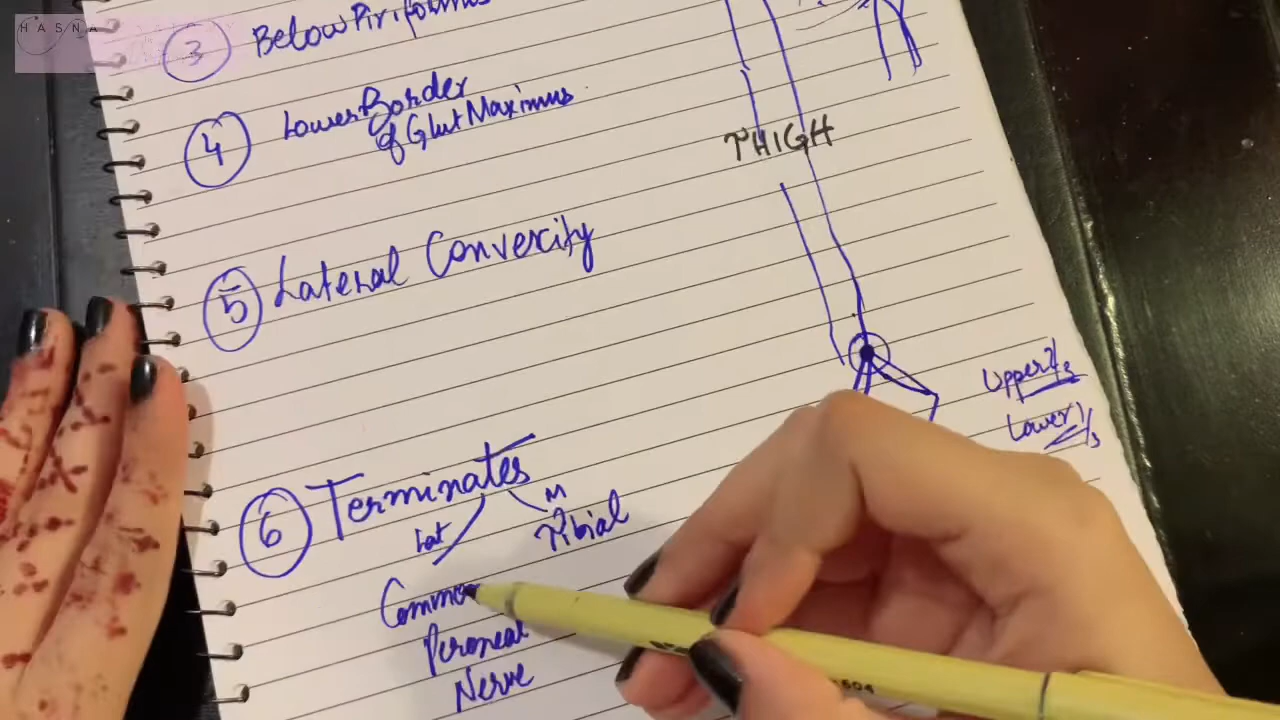 HASNA
3 Below Piriformis
4 Lower Border
of Glut Maximus
THIGH
5 Lateral Convexity
Upper 2/3
Lower 1/3
6 Terminates
Lat M
Tibial
Common
Peroneal
Nerve